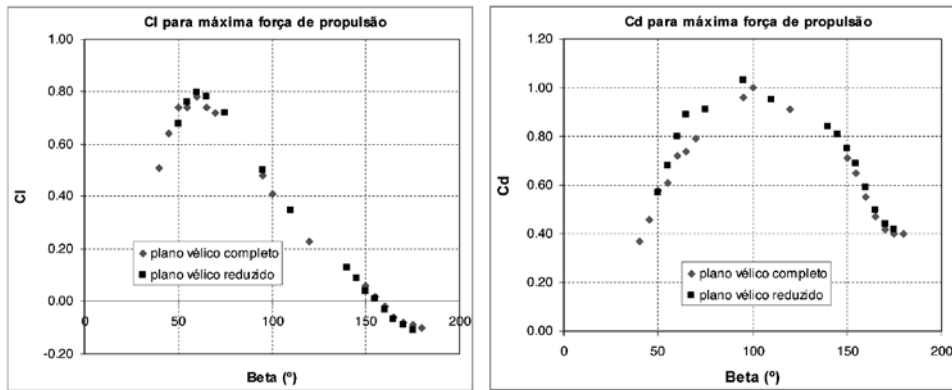 Cl para máxima força de propulsão
1.00
0.80
0.60
0.40
0.20
0.00
-0.20
0
50
100
150
200
Cl
Beta (º)
plano vélico completo
plano vélico reduzido
Cd para máxima força de propulsão
1.20
1.00
0.80
0.60
0.40
0.20
0.00
0
50
100
150
200
Cd
Beta (º)
plano vélico completo
plano vélico reduzido